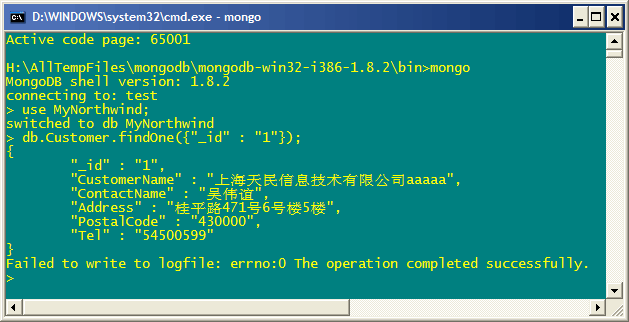 D:\WINDOWS\system32\cmd.exe - mongo
Active code page: 65001
H:\AllTempFiles\mongodb\mongodb-win32-i386-1.8.2\bin>mongo
MongoDB shell version: 1.8.2
connecting to: test
> use MyNorthwind;
switched to db MyNorthwind
> db.Customer.findOne({"_id" : "1"});
{
"_id" : "1",
"CustomerName" : "上海天民信息技术有限公司aaaaa",
"ContactName" : "吴伟谊",
"Address" : "桂平路471号6号楼5楼",
"PostalCode" : "430000",
"Tel" : "54500599"
}
Failed to write to logfile: errno:0 The operation completed successfully.
>